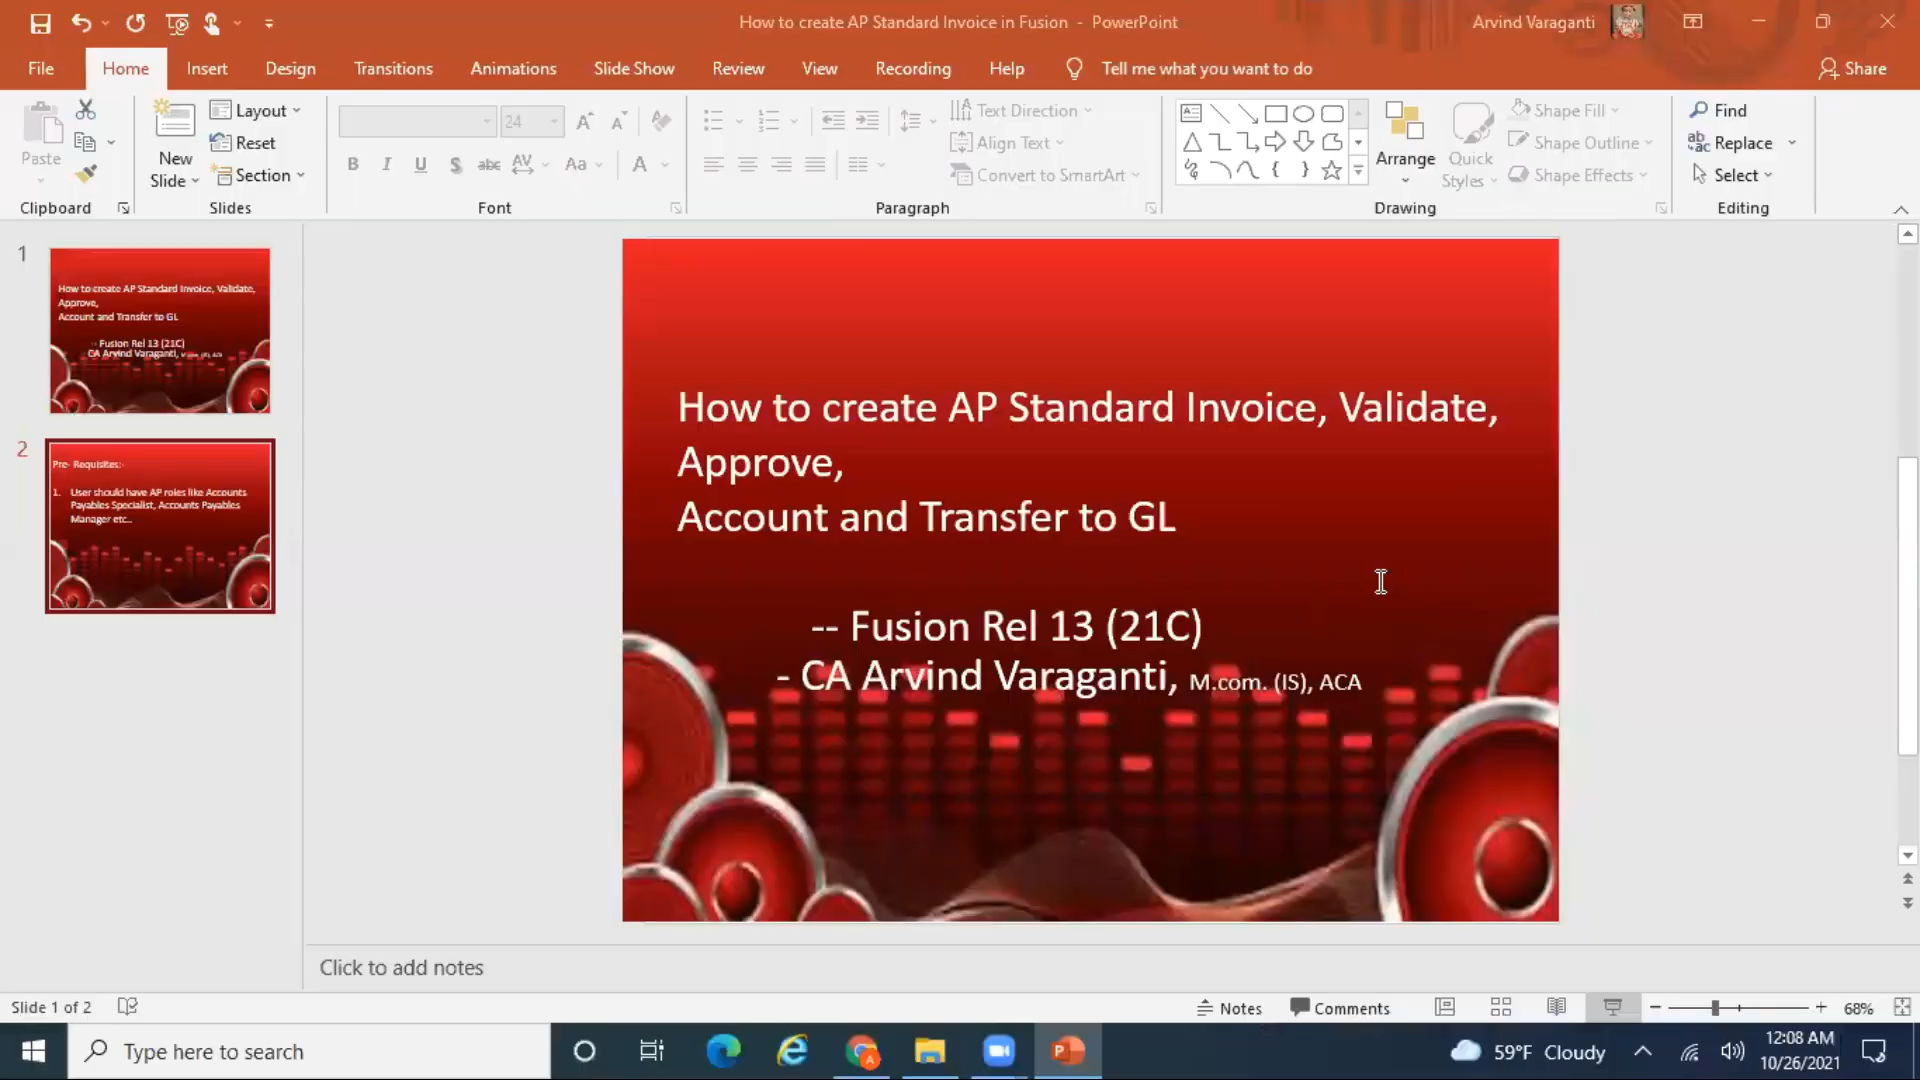 How to create AP Standard Invoice in Fusion - PowerPoint
Arvind Varaganti
File Home Insert Design Transitions Animations Slide Show Review View Recording Help Tell me what you want to do Share
Paste
Clipboard
New Slide
Layout
Reset
Section
Slides
24
B I U S abc AV Aa A
Font
Text Direction
Align Text
Convert to SmartArt
Paragraph
Arrange
Quick Styles
Shape Fill
Shape Outline
Shape Effects
Drawing
Find
Replace
Select
Editing
1
How to create AP Standard Invoice, Validate,
Approve,
Account and Transfer to GL
-- Fusion Rel 13 (21C)
CA Arvind Varaganti,
2
Pre- Requisites:-
1. User should have AP roles like Accounts
Payables Specialist, Accounts Payables
Manager etc..
How to create AP Standard Invoice, Validate,
Approve,
Account and Transfer to GL
-- Fusion Rel 13 (21C)
- CA Arvind Varaganti, M.com. (IS), ACA
Click to add notes
Slide 1 of 2
Notes Comments 68%
Type here to search
59°F Cloudy
12:08 AM
10/26/2021